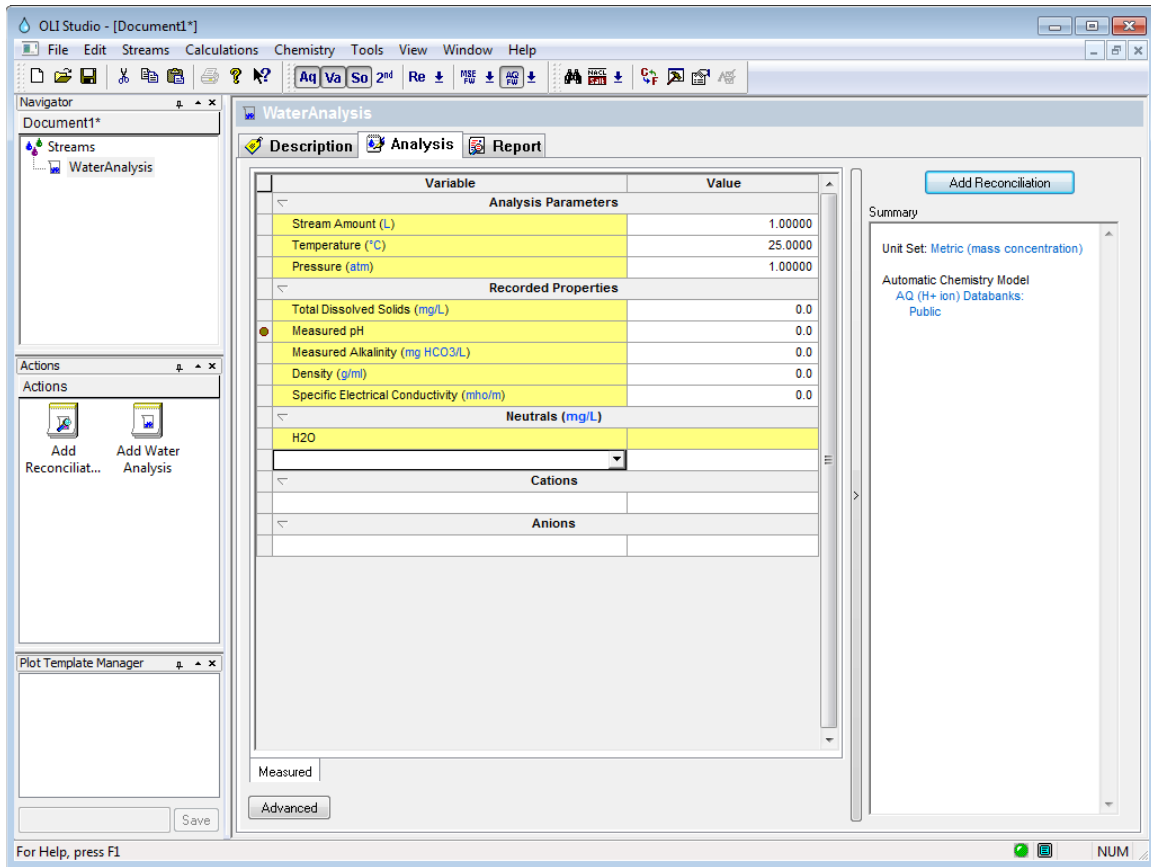 OLI Studio - [Document1*]
File Edit Streams Calculations Chemistry Tools View Window Help
Aq Va So 2nd Re MSE FW AQ FW NACL
Navigator
Document1*
Streams
WaterAnalysis
Actions
Actions
Add Reconciliat...
Add Water Analysis
Plot Template Manager
Save
WaterAnalysis
Description Analysis Report
Variable Value
Analysis Parameters
Stream Amount (L) 1.00000
Temperature (°C) 25.0000
Pressure (atm) 1.00000
Recorded Properties
Total Dissolved Solids (mg/L) 0.0
Measured pH 0.0
Measured Alkalinity (mg HCO3/L) 0.0
Density (g/ml) 0.0
Specific Electrical Conductivity (mho/m) 0.0
Neutrals (mg/L)
H2O
Cations
Anions
Measured
Advanced
Add Reconciliation
Summary
Unit Set: Metric (mass concentration)
Automatic Chemistry Model
AQ (H+ ion) Databanks:
Public
For Help, press F1
NUM